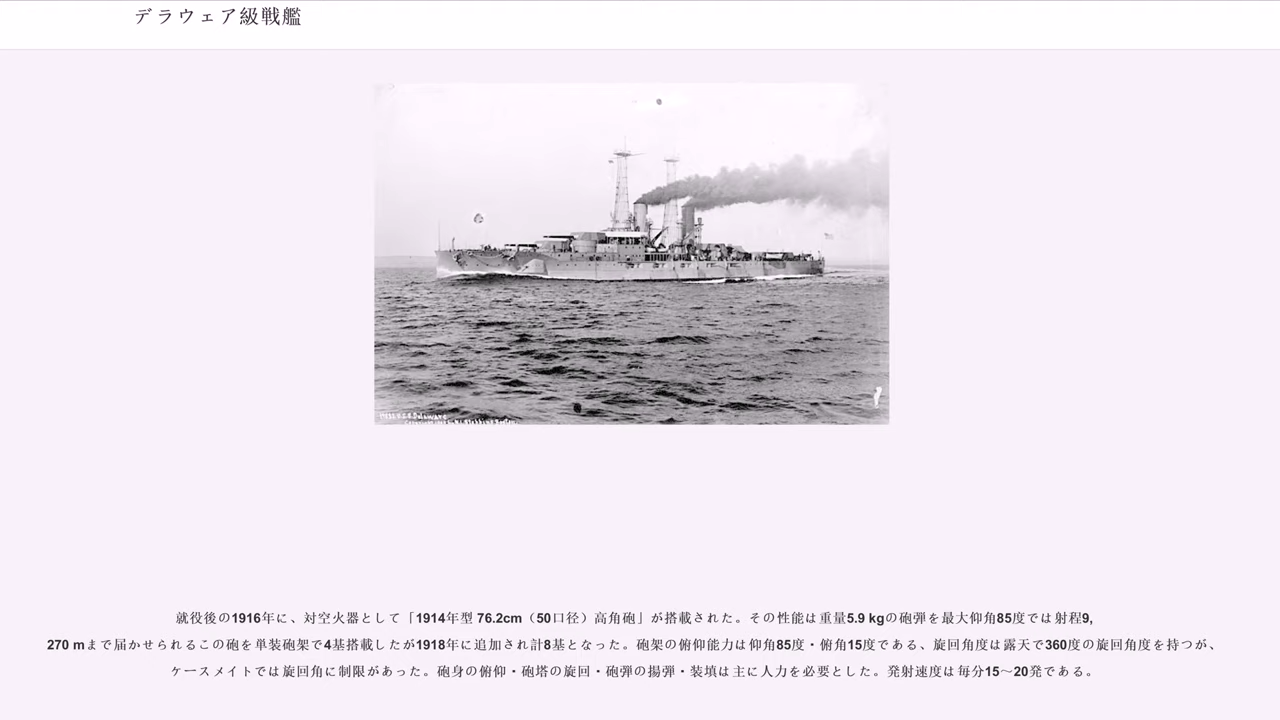 デラウェア級戦艦
就役後の1916年に、対空火器として「1914年型 76.2cm（50口径）高角砲」が搭載された。その性能は重量5.9 kgの砲弾を最大仰角85度では射程9,
270 mまで届かせられるこの砲を単装砲架で4基搭載したが1918年に追加され計8基となった。砲架の俯仰能力は仰角85度・俯角15度である、旋回角度は露天で360度の旋回角度を持つが、
ケースメイトでは旋回角に制限があった。砲身の俯仰・砲塔の旋回・砲弾の揚弾・装填は主に人力を必要とした。発射速度は毎分15〜20発である。